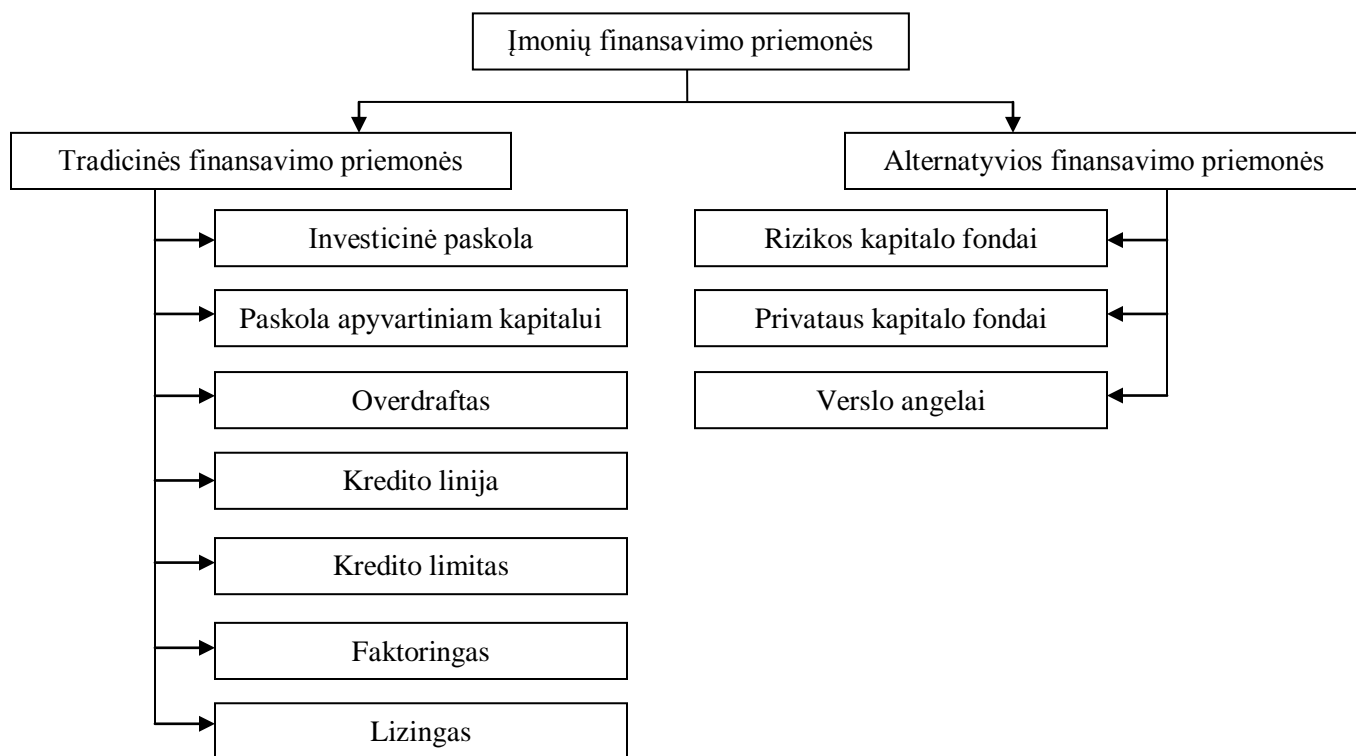 Įmonių finansavimo priemonės
Tradicinės finansavimo priemonės
Alternatyvios finansavimo priemonės
Investicinė paskola
Paskola apyvartiniam kapitalui
Overdraftas
Kredito linija
Kredito limitas
Faktoringas
Lizingas
Rizikos kapitalo fondai
Privataus kapitalo fondai
Verslo angelai